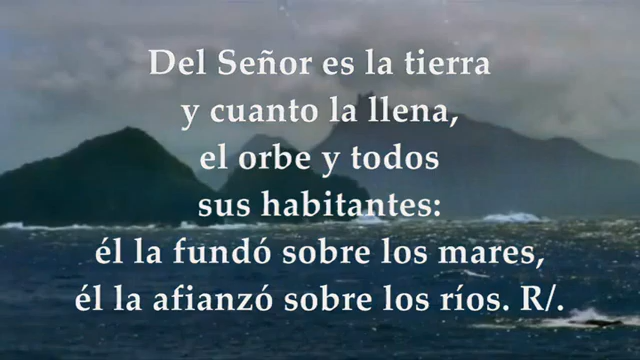 Del Señor es la tierra
y cuanto la llena,
el orbe y todos
sus habitantes:
él la fundó sobre los mares,
él la afianzó sobre los ríos. R/.